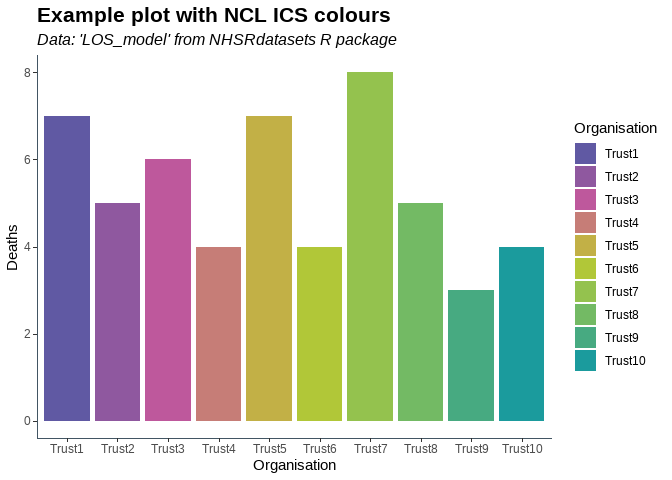 Example plot with NCL ICS colours
Data: 'LOS_model' from NHSRdatasets R package
8
6
4
2
0
Deaths
Trust1 Trust2 Trust3 Trust4 Trust5 Trust6 Trust7 Trust8 Trust9 Trust10
Organisation
Organisation
Trust1
Trust2
Trust3
Trust4
Trust5
Trust6
Trust7
Trust8
Trust9
Trust10